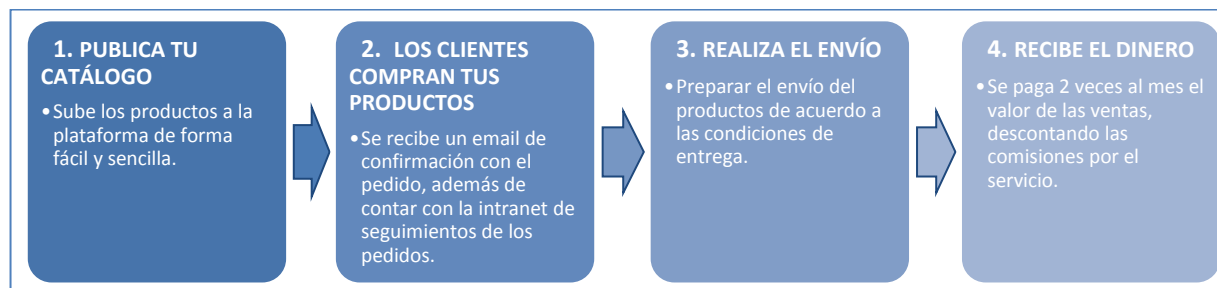 1. PUBLICA TU
CATÁLOGO
•Sube los productos a la
plataforma de forma
fácil y sencilla.
2. LOS CLIENTES
COMPRAN TUS
PRODUCTOS
•Se recibe un email de
confirmación con el
pedido, además de
contar con la intranet de
seguimientos de los
pedidos.
3. REALIZA EL ENVÍO
•Preparar el envío del
productos de acuerdo a
las condiciones de
entrega.
4. RECIBE EL DINERO
•Se paga 2 veces al mes el
valor de las ventas,
descontando las
comisiones por el
servicio.